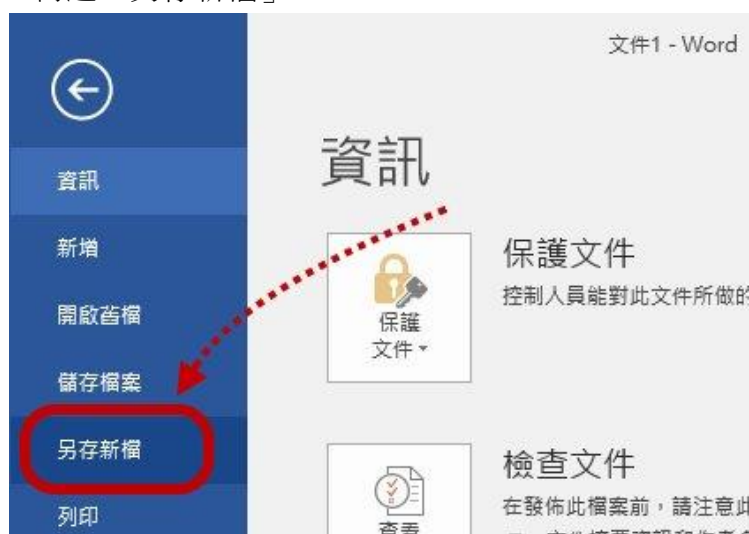 文件1 - Word
資訊
資訊
新增
開啟舊檔
儲存檔案
另存新檔
列印
保護
文件
保護文件
控制人員能對此文件所做的
檢查文件
在發佈此檔案前，請注意此